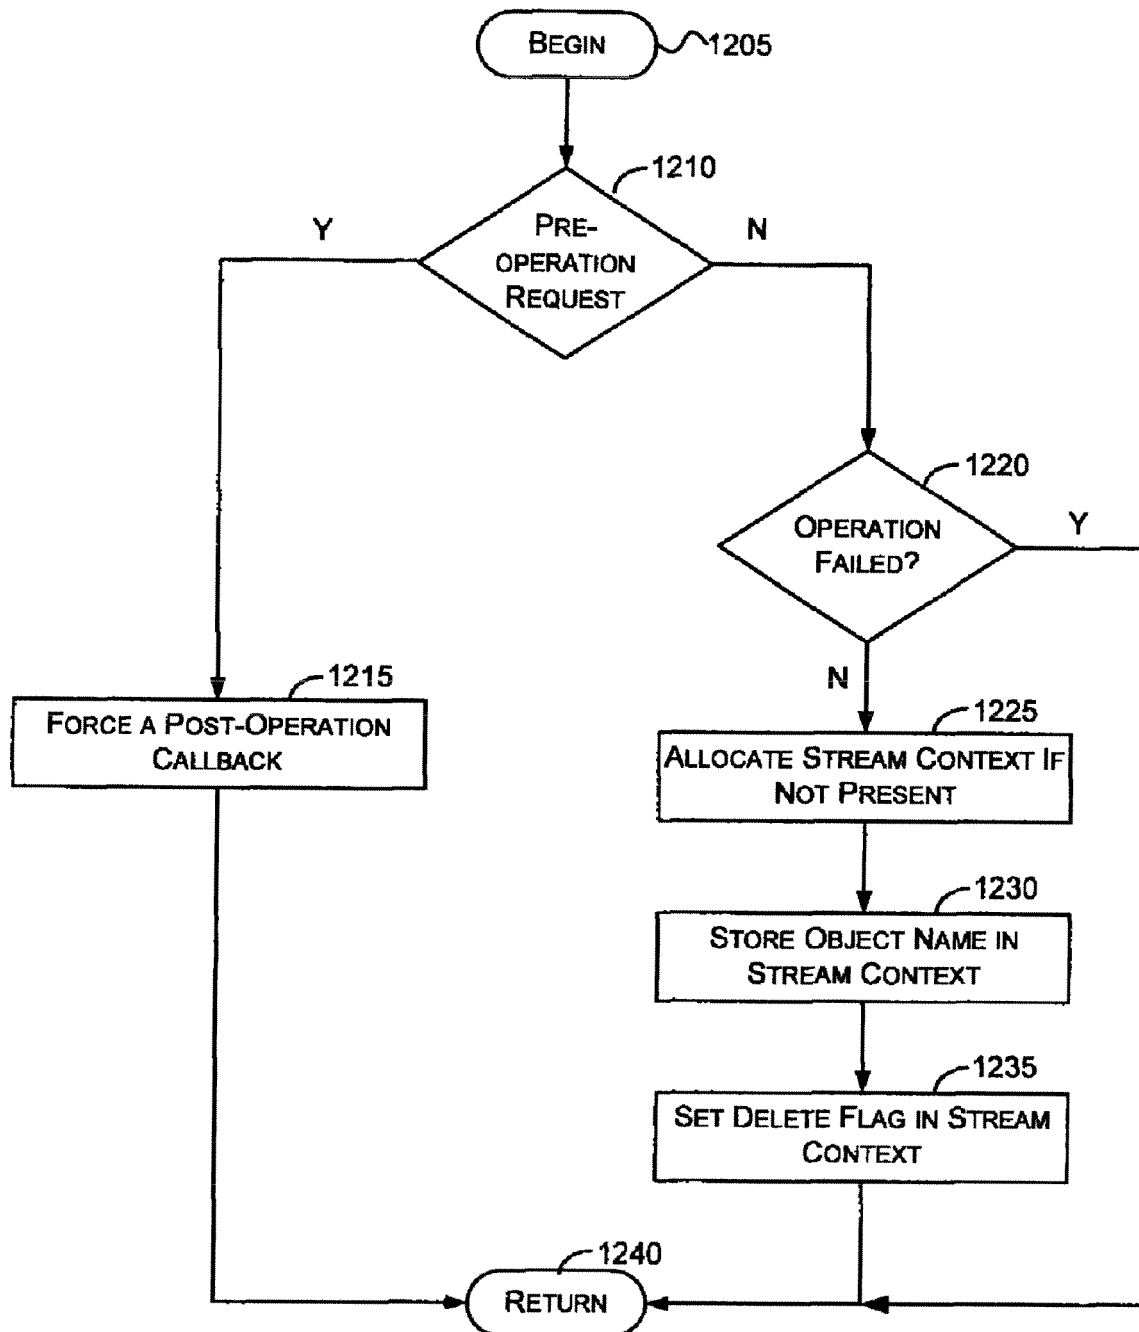 BEGIN
1205
1210
Y
PRE-
OPERATION
REQUEST
N
1220
OPERATION
FAILED?
Y
N
1215
FORCE A POST-OPERATION
CALLBACK
1225
ALLOCATE STREAM CONTEXT IF
NOT PRESENT
1230
STORE OBJECT NAME IN
STREAM CONTEXT
1235
SET DELETE FLAG IN STREAM
CONTEXT
1240
RETURN